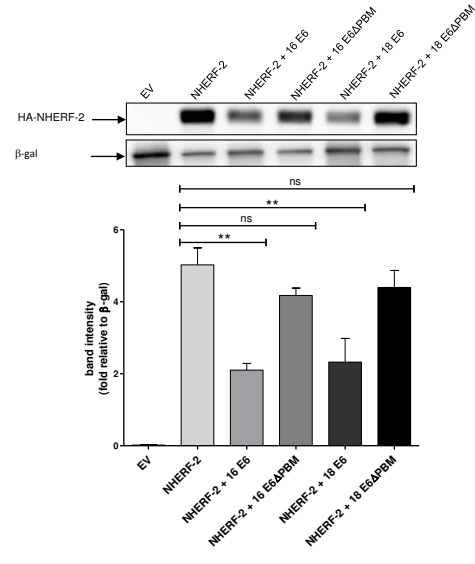 EV
NHERF-2
NHERF-2 + 16 E6
NHERF-2 + 16 E6ΔPBM
NHERF-2 + 18 E6
NHERF-2 + 18 E6ΔPBM
HA-NHERF-2
β-gal
ns
**
ns
**
band intensity
(fold relative to β-gal)
6
4
2
0
EV
NHERF-2
NHERF-2 + 16 E6
NHERF-2 + 16 E6ΔPBM
NHERF-2 + 18 E6
NHERF-2 + 18 E6ΔPBM